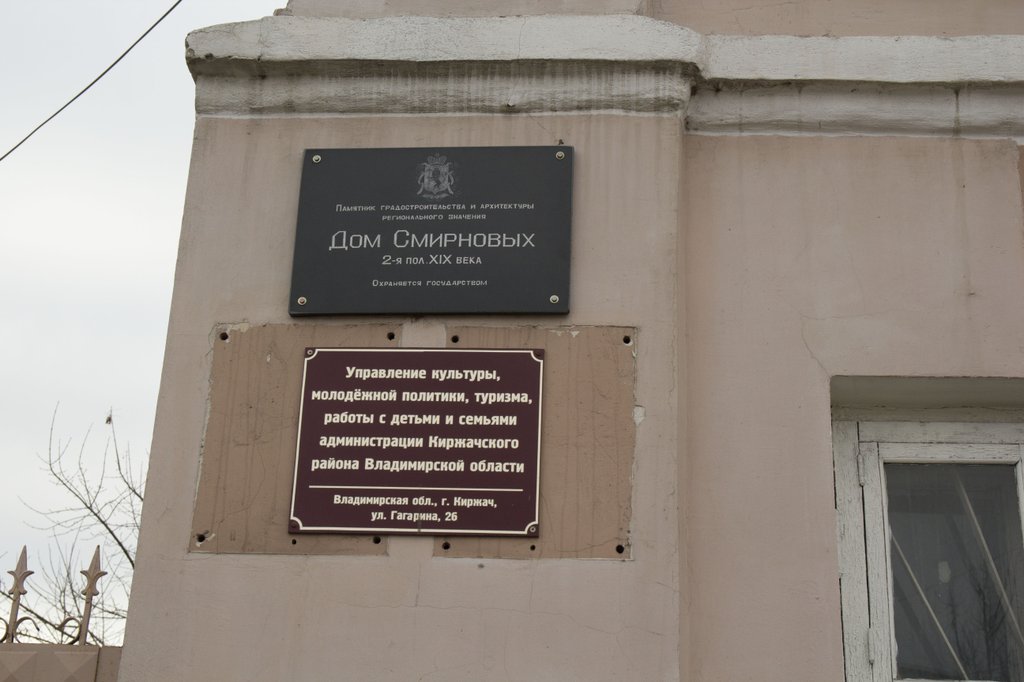 Памятник градостроительства и архитектуры
регионального значения
Дом Смирновых
2-я пол. XIX века
Охраняется государством
Управление культуры,
молодёжной политики, туризма,
работы с детьми и семьями
администрации Киржачского
района Владимирской области
Владимирская обл., г. Киржач,
ул. Гагарина, 26